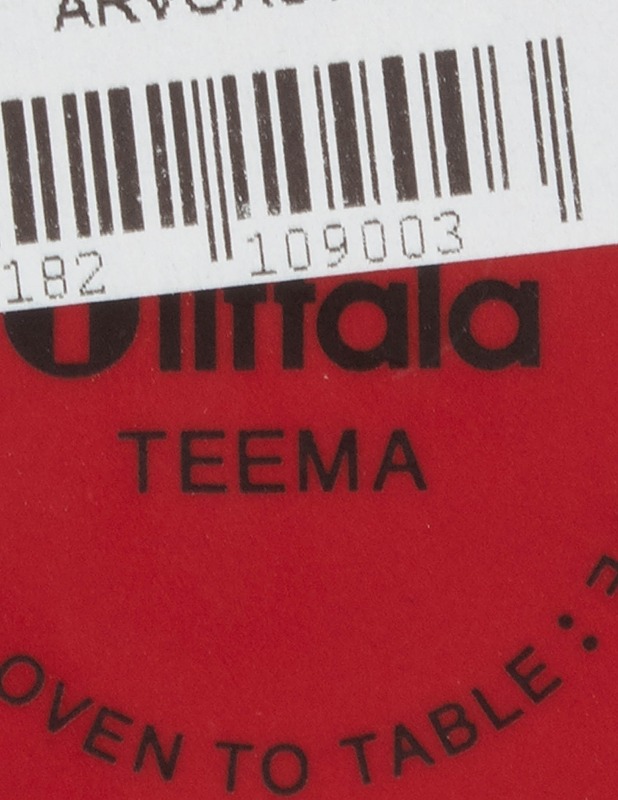 182 109003
iittala
TEEMA
OVEN TO TABLE: